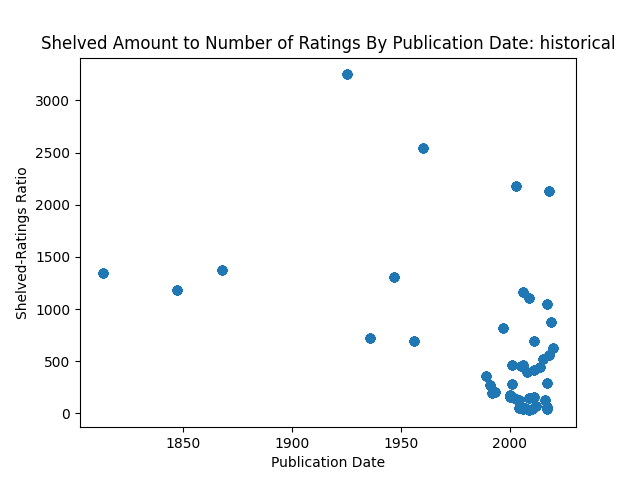 Shelved Amount to Number of Ratings By Publication Date: historical
3000
2500
2000
1500
1000
500
0
Shelved-Ratings Ratio
1850 1900 1950 2000
Publication Date